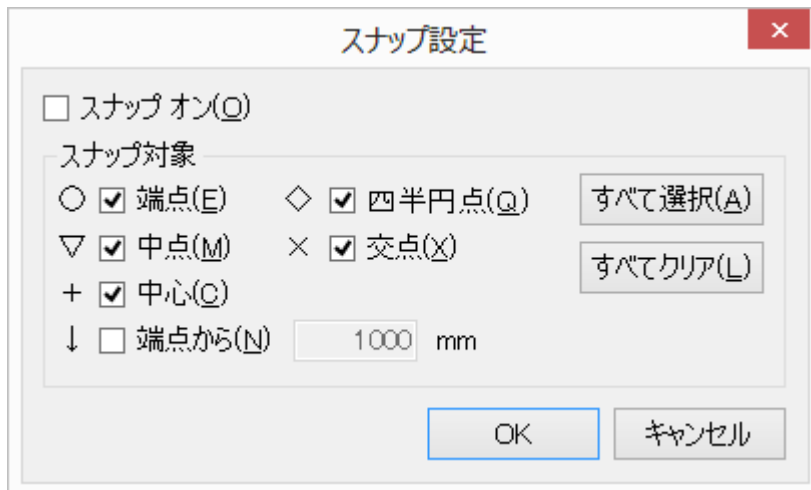 スナップ設定
スナップ オン(O)
スナップ対象
端点(E) 四半円点(Q) すべて選択(A)
中点(M) 交点(X)
すべてクリア(L)
中心(C)
端点から(N) 1000 mm
OK キャンセル